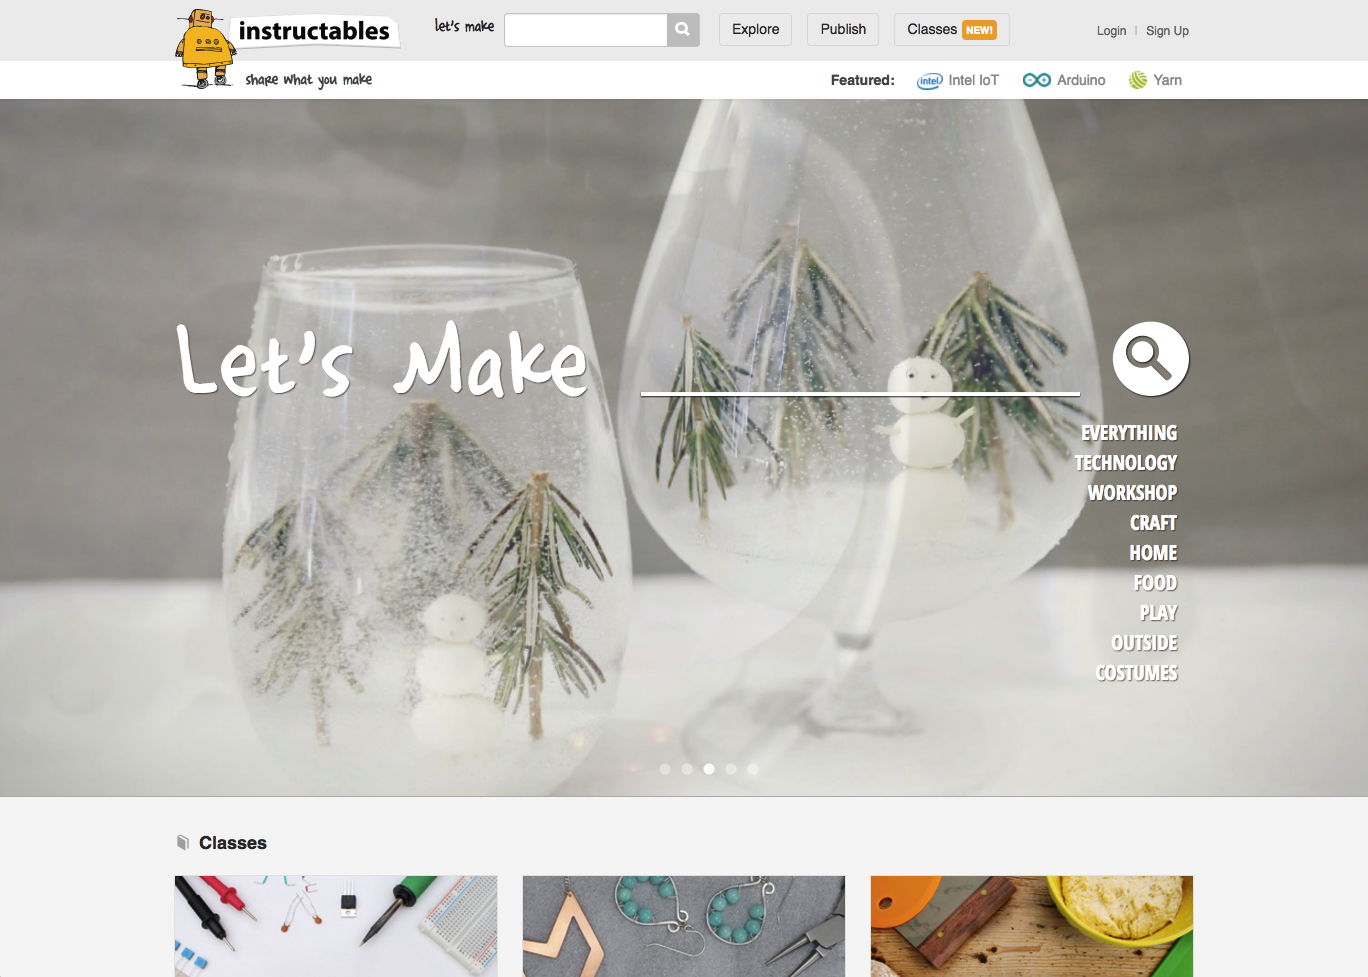 instructables
let's make
Explore
Publish
Classes NEW!
Login | Sign Up
share what you make
Featured:
intel Intel IoT
Arduino
Yarn
Let's Make
EVERYTHING
TECHNOLOGY
WORKSHOP
CRAFT
HOME
FOOD
PLAY
OUTSIDE
COSTUMES
Classes